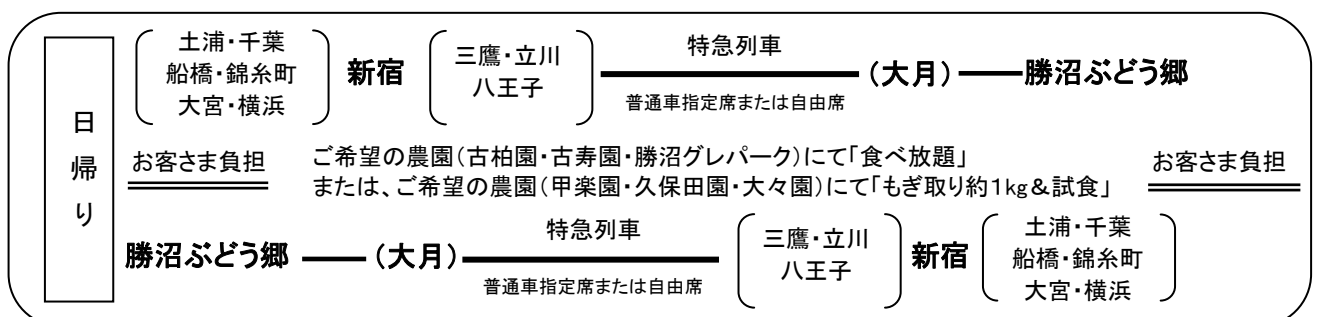 日帰り
土浦・千葉
船橋・錦糸町
大宮・横浜
新宿
三鷹・立川
八王子
特急列車
普通車指定席または自由席
(大月)
勝沼ぶどう郷
お客さま負担
ご希望の農園(古柏園・古寿園・勝沼グレパーク)にて「食べ放題」
または、ご希望の農園(甲楽園・久保田園・大々園)にて「もぎ取り約1kg&試食」
お客さま負担
勝沼ぶどう郷
(大月)
特急列車
普通車指定席または自由席
三鷹・立川
八王子
新宿
土浦・千葉
船橋・錦糸町
大宮・横浜